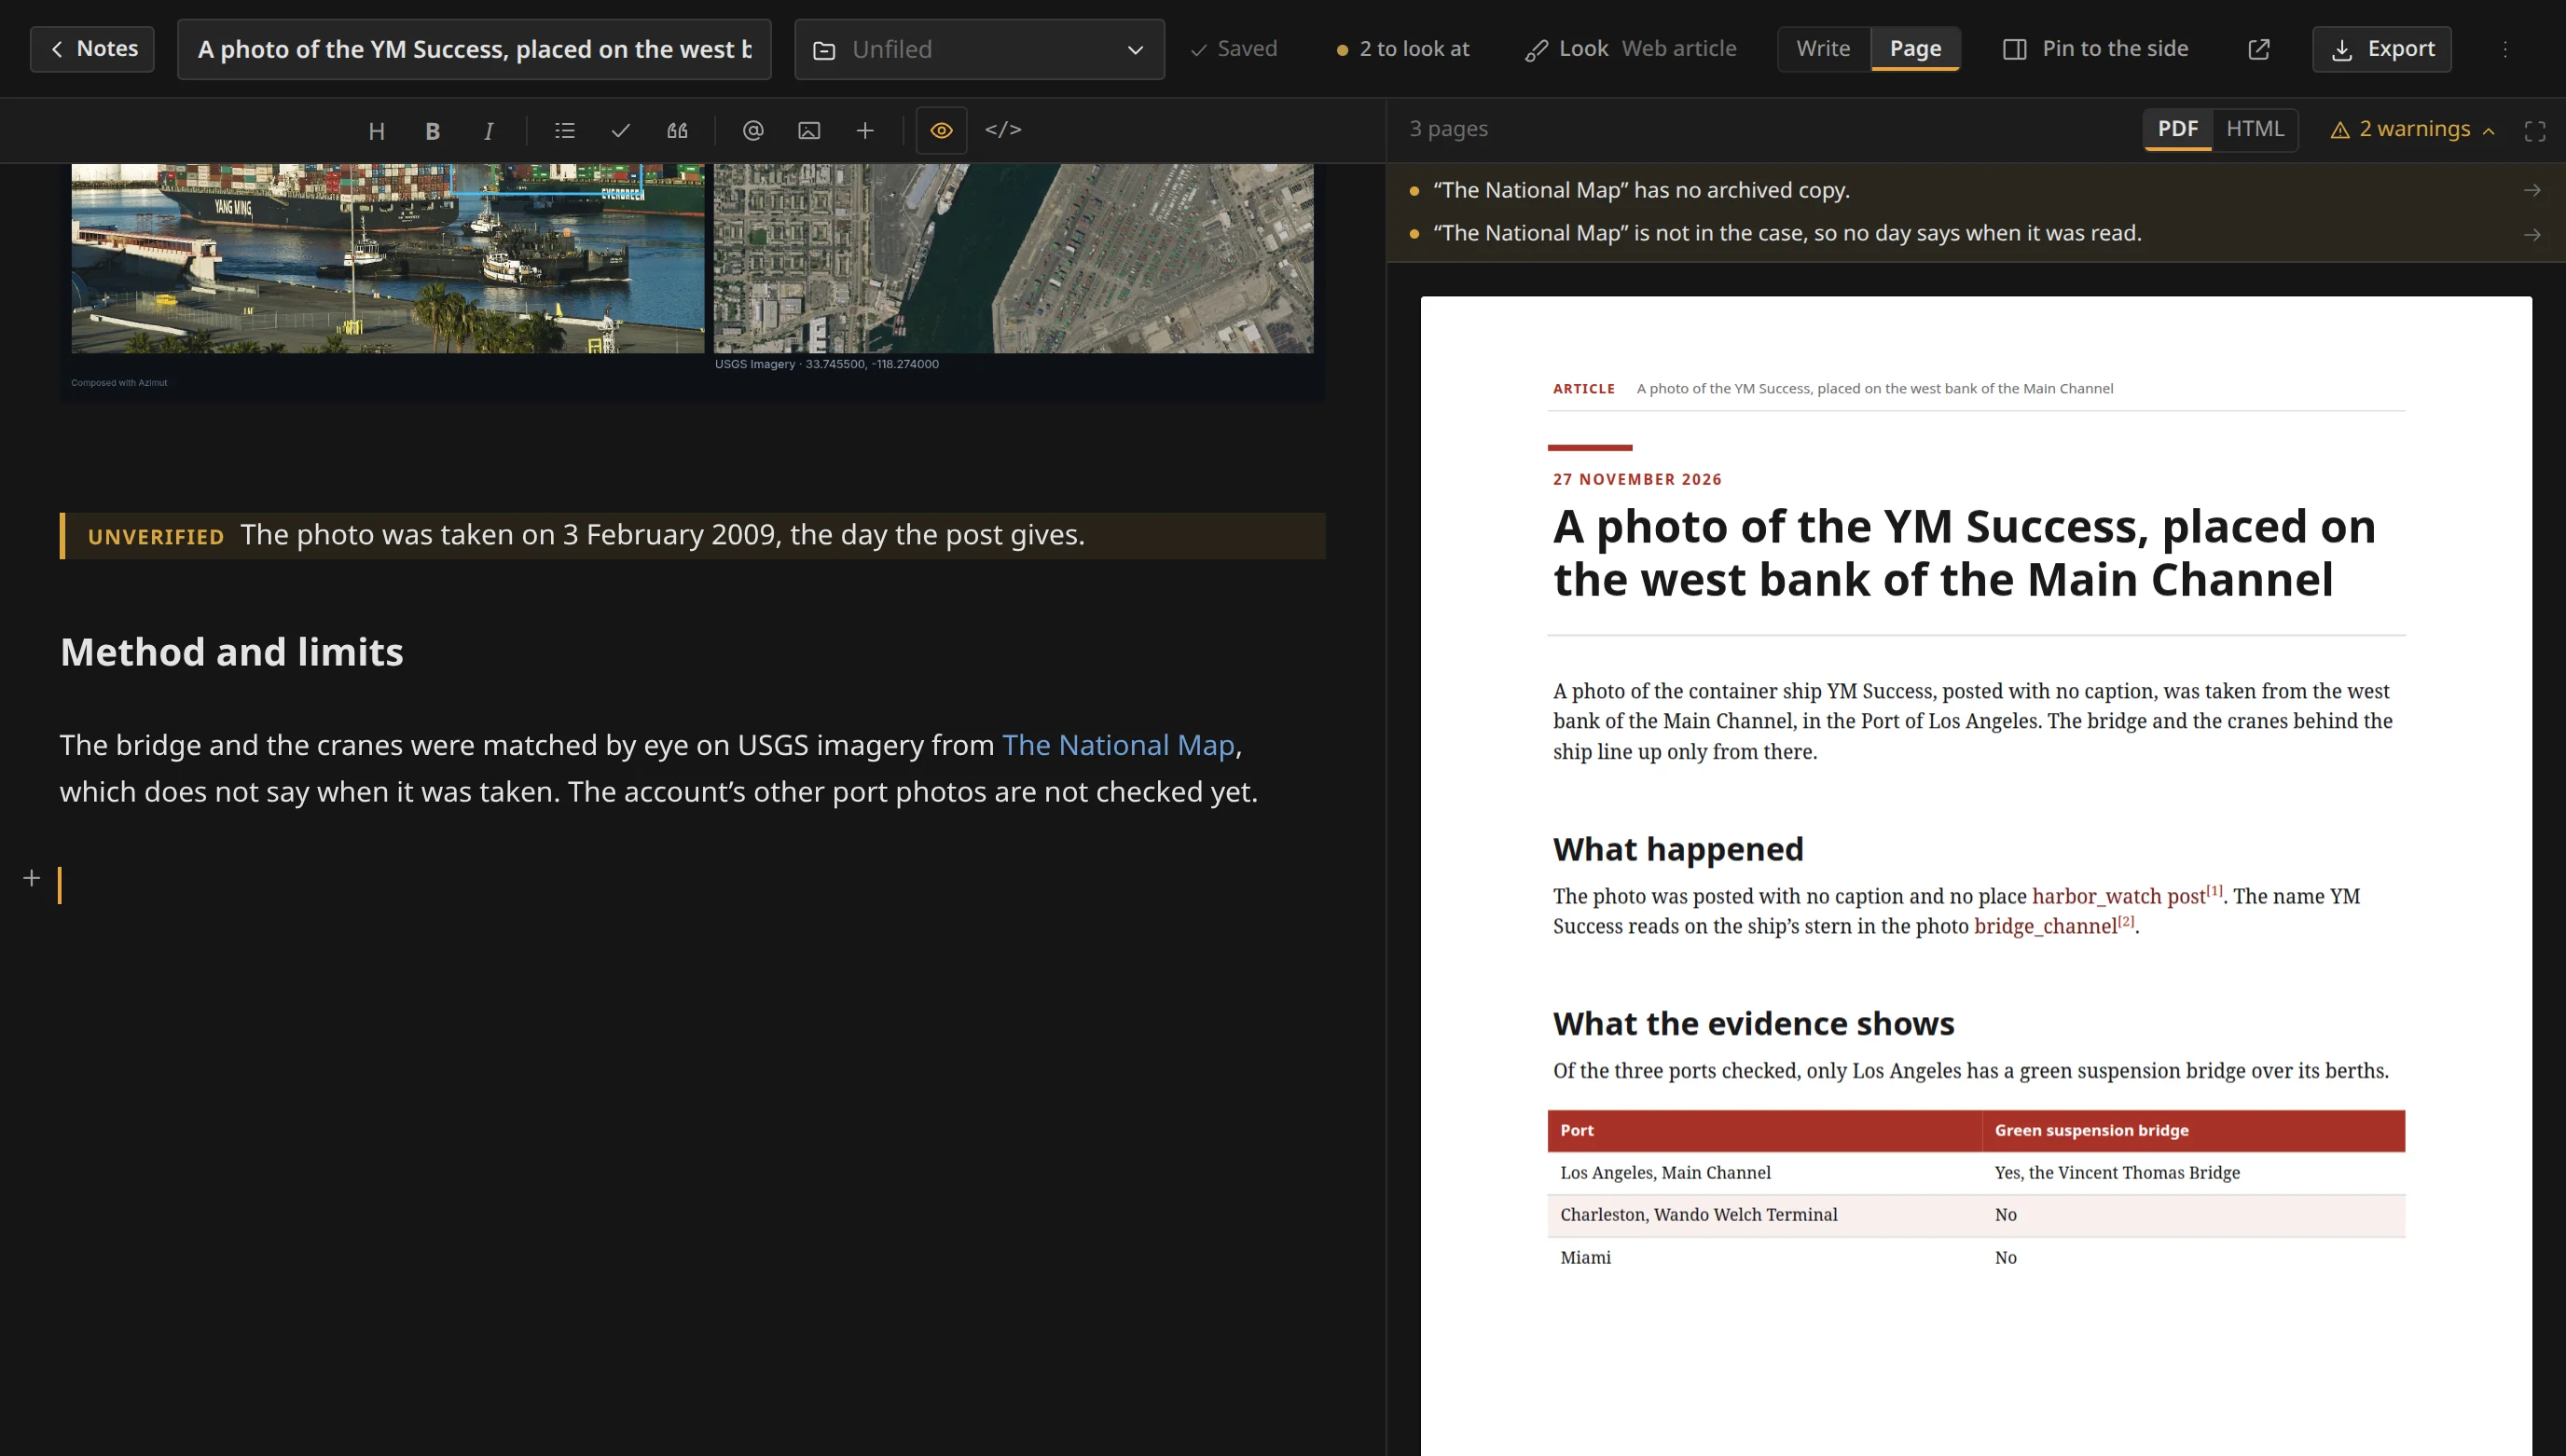 Notes
A photo of the YM Success, placed on the west b
Unfiled
Saved
2 to look at
Look Web article
Write
Page
Pin to the side
Export
H B I
</>
3 pages
PDF
HTML
2 warnings
“The National Map” has no archived copy.
“The National Map” is not in the case, so no day says when it was read.
YANG MING
EVERGREEN
USGS Imagery · 33.745500, -118.274000
Composed with Azimut
UNVERIFIED The photo was taken on 3 February 2009, the day the post gives.
Method and limits
The bridge and the cranes were matched by eye on USGS imagery from The National Map,
which does not say when it was taken. The account’s other port photos are not checked yet.
ARTICLE A photo of the YM Success, placed on the west bank of the Main Channel
27 NOVEMBER 2026
A photo of the YM Success, placed on
the west bank of the Main Channel
A photo of the container ship YM Success, posted with no caption, was taken from the west
bank of the Main Channel, in the Port of Los Angeles. The bridge and the cranes behind the
ship line up only from there.
What happened
The photo was posted with no caption and no place harbor_watch post[1]. The name YM
Success reads on the ship’s stern in the photo bridge_channel[2].
What the evidence shows
Of the three ports checked, only Los Angeles has a green suspension bridge over its berths.
Port Green suspension bridge
Los Angeles, Main Channel Yes, the Vincent Thomas Bridge
Charleston, Wando Welch Terminal No
Miami No